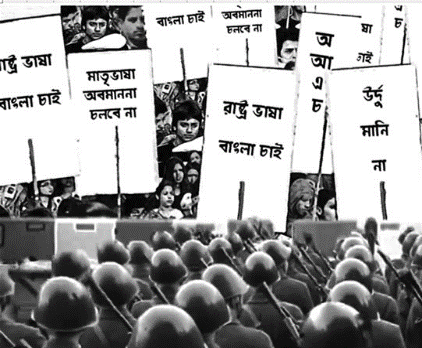 রাষ্ট্র ভাষা
বাংলা চাই
মাতৃভাষা
অবমাননা
চলবে না
বাংলা চাই
অবমাননা
চলবে না
রাষ্ট্র ভাষা
বাংলা চাই
অ
আ
এ
চ
উর্দু
মানি
না